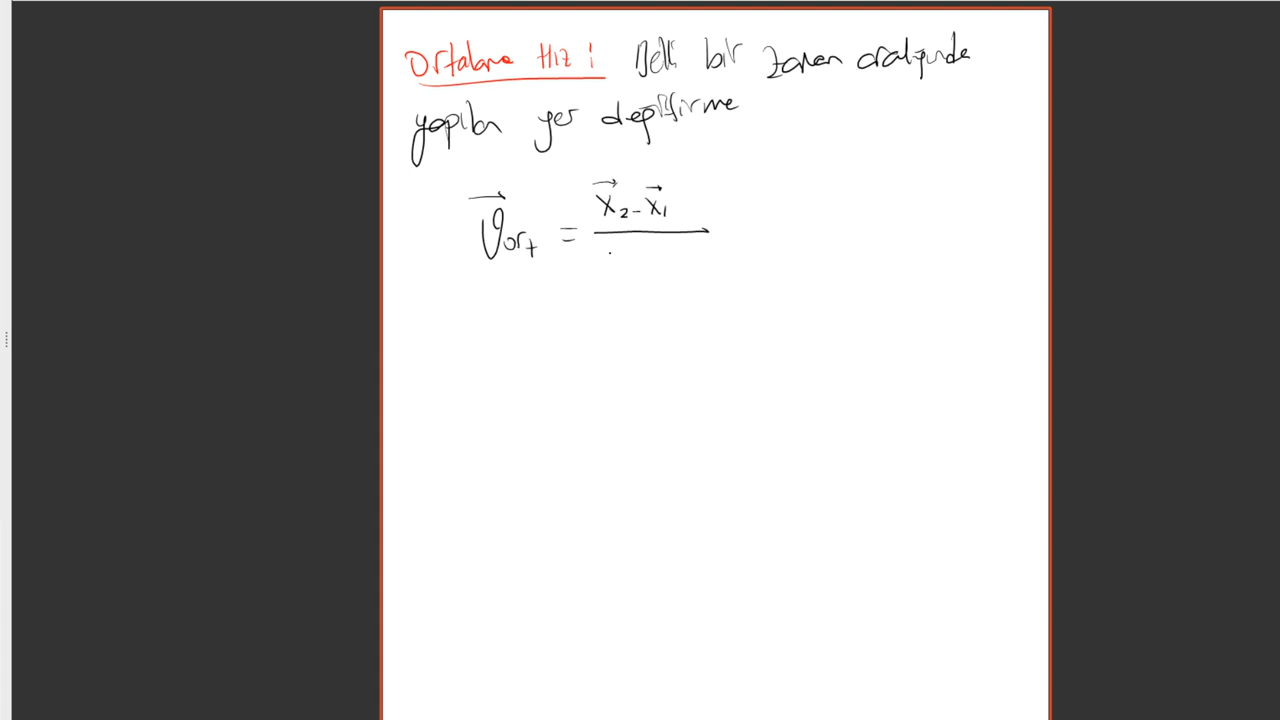 Ortalama Hız : Belli bir zaman aralığında
yapılan yer değiştirme
v⃗ort = x⃗2 - x⃗1